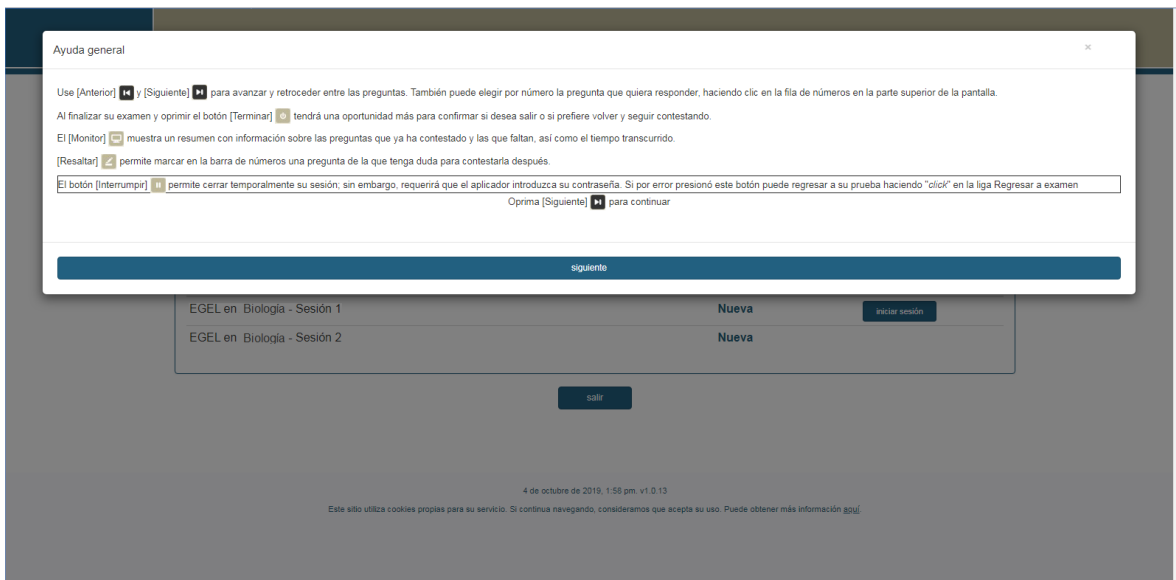 Ayuda general
×
Use [Anterior] y [Siguiente] para avanzar y retroceder entre las preguntas. También puede elegir por número la pregunta que quiera responder, haciendo clic en la fila de números en la parte superior de la pantalla.
Al finalizar su examen y oprimir el botón [Terminar] tendrá una oportunidad más para confirmar si desea salir o si prefiere volver y seguir contestando.
El [Monitor] muestra un resumen con información sobre las preguntas que ya ha contestado y las que faltan, así como el tiempo transcurrido.
[Resaltar] permite marcar en la barra de números una pregunta de la que tenga duda para contestarla después.
El botón [Interrumpir] permite cerrar temporalmente su sesión; sin embargo, requerirá que el aplicador introduzca su contraseña. Si por error presionó este botón puede regresar a su prueba haciendo "click" en la liga Regresar a examen
Oprima [Siguiente] para continuar
siguiente
EGEL en Biología - Sesión 1 Nueva iniciar sesión
EGEL en Biología - Sesión 2 Nueva
salir
4 de octubre de 2019, 1:56 pm. v1.0.13
Este sitio utiliza cookies propias para su servicio. Si continua navegando, consideramos que acepta su uso. Puede obtener más información aquí.